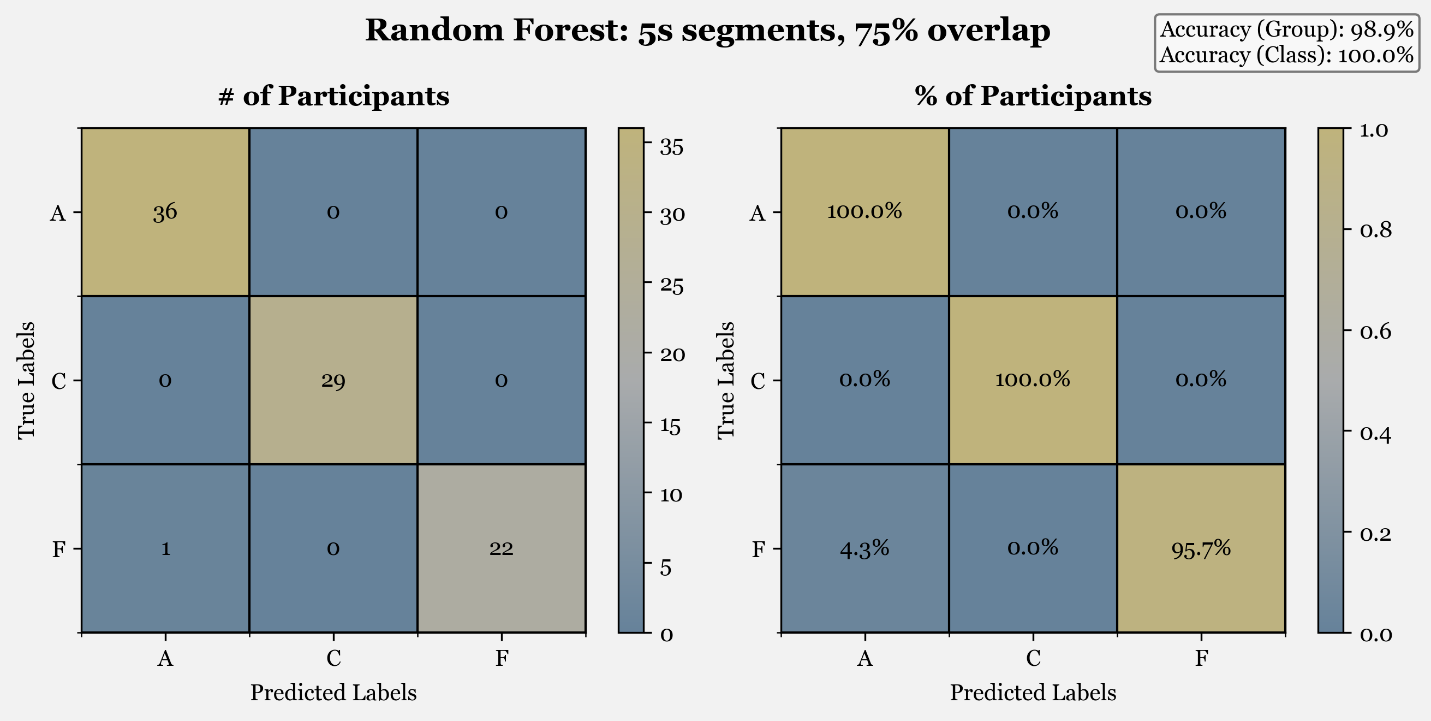 Random Forest: 5s segments, 75% overlap
Accuracy (Group): 98.9%
Accuracy (Class): 100.0%
# of Participants
True Labels
A
C
F
36
0
0
0
29
0
1
0
22
A
C
F
Predicted Labels
35
30
25
20
15
10
5
0
% of Participants
True Labels
A
C
F
100.0%
0.0%
0.0%
0.0%
100.0%
0.0%
4.3%
0.0%
95.7%
A
C
F
Predicted Labels
1.0
0.8
0.6
0.4
0.2
0.0